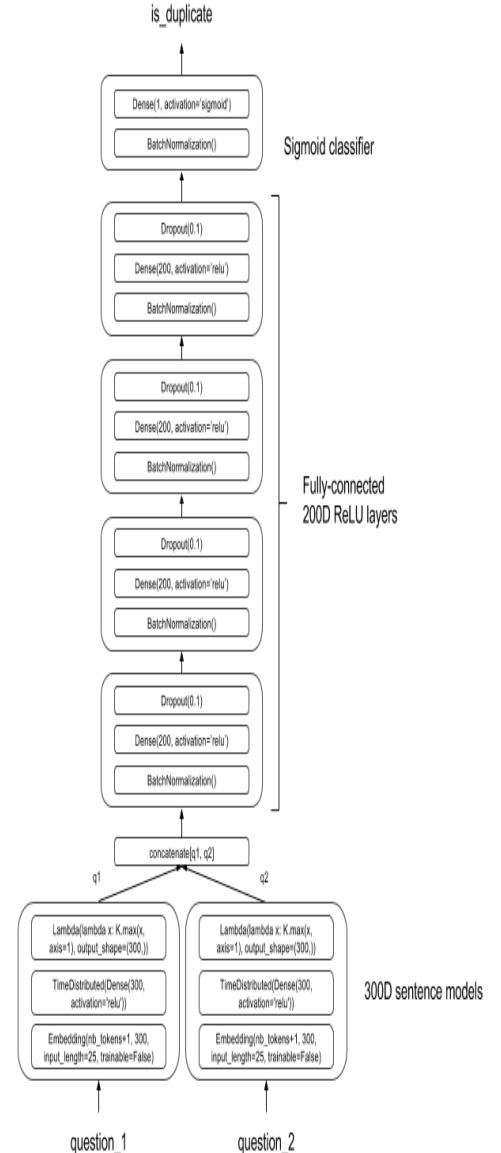 is_duplicate
Dense(1, activation='sigmoid')
BatchNormalization()
Sigmoid classifier
Dropout(0.1)
Dense(200, activation='relu')
BatchNormalization()
Dropout(0.1)
Dense(200, activation='relu')
BatchNormalization()
Fully-connected
200D ReLU layers
Dropout(0.1)
Dense(200, activation='relu')
BatchNormalization()
Dropout(0.1)
Dense(200, activation='relu')
BatchNormalization()
concatenate[q1, q2]
q1
q2
Lambda(lambda x: K.max(x,
axis=1), output_shape=(300,))
TimeDistributed(Dense(300,
activation='relu'))
Embedding(nb_tokens+1, 300,
input_length=25, trainable=False)
Lambda(lambda x: K.max(x,
axis=1), output_shape=(300,))
TimeDistributed(Dense(300,
activation='relu'))
Embedding(nb_tokens+1, 300,
input_length=25, trainable=False)
300D sentence models
question_1
question_2